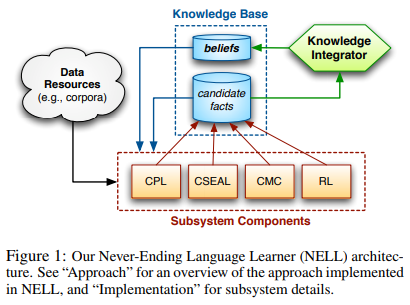 Knowledge Base
beliefs
Knowledge
Integrator
Data
Resources
(e.g., corpora)
candidate
facts
CPL
CSEAL
CMC
RL
Subsystem Components
Figure 1: Our Never-Ending Language Learner (NELL) architec-
ture. See “Approach” for an overview of the approach implemented
in NELL, and “Implementation” for subsystem details.